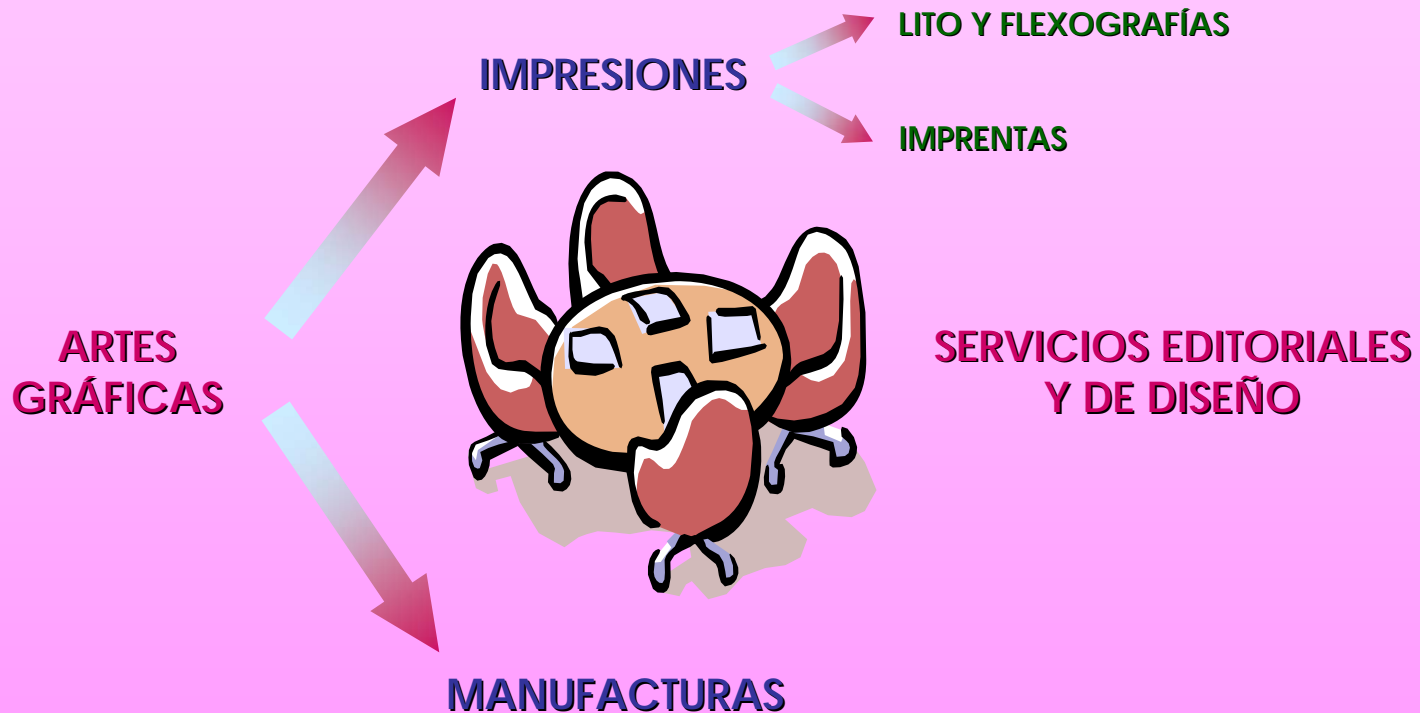 LITO Y FLEXOGRAFÍAS
IMPRESIONES
IMPRENTAS
ARTES
GRÁFICAS
SERVICIOS EDITORIALES
Y DE DISEÑO
MANUFACTURAS